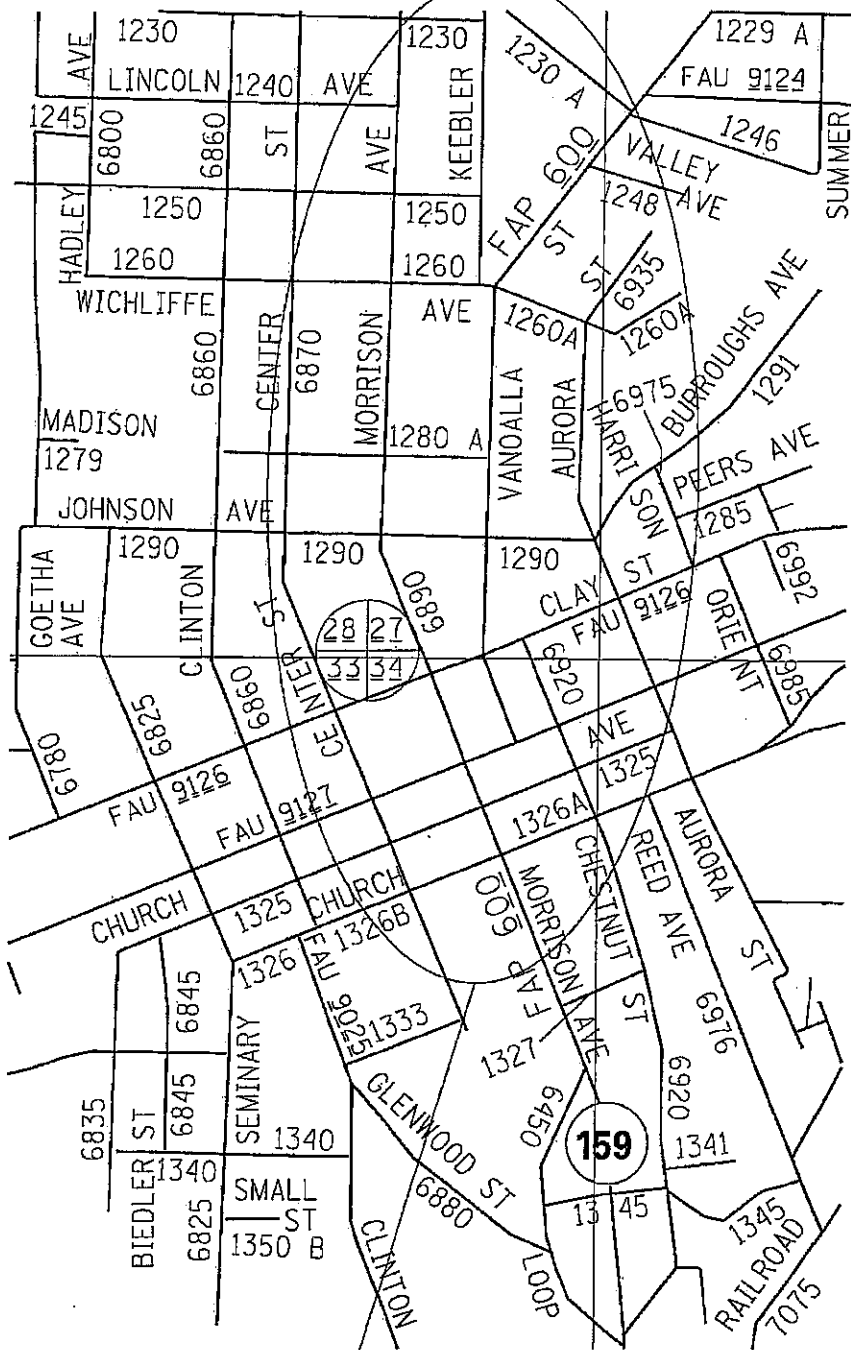 1230
1230
1229 A
AVE
LINCOLN 1240 AVE
KEEBLER
1230 A
FAU 9124
1245
6800
6860
ST
AVE
1246
SUMMER
VALLEY
AVE
FAP 600
1248
HADLEY
1250
1250
ST
ST
6935
1260
1260
WICHLIFFE
AVE
1260A
1260A
BURROUGHS AVE
1291
6860
CENTER
6870
MORRISON
VANDALLA
AURORA
6975
HARRISON
PEERS AVE
MADISON
1279
1280 A
1285
JOHNSON AVE
1290
1290
1290
6992
GOETHA
AVE
CLINTON
CENTER ST
28 27
33 34
6890
CLAY ST
FAU 9126
ORIENT
6985
6780
6825
6860
6920
AVE
FAU 9126
FAU 9127
1325
1326A
CHURCH
1325
CHURCH
1326
1326B
FAU 9025
FAP 600
MORRISON AVE
CHESTNUT ST
REED AVE
AURORA ST
6845
1333
1327
6976
6835
6845
SEMINARY
GLENWOOD ST
6450
6920
159
1341
BIEDLER ST
1340
1340
6825
SMALL
ST
1350 B
6880
13 45
1345
CLINTON
LOOP
RAILROAD
7075